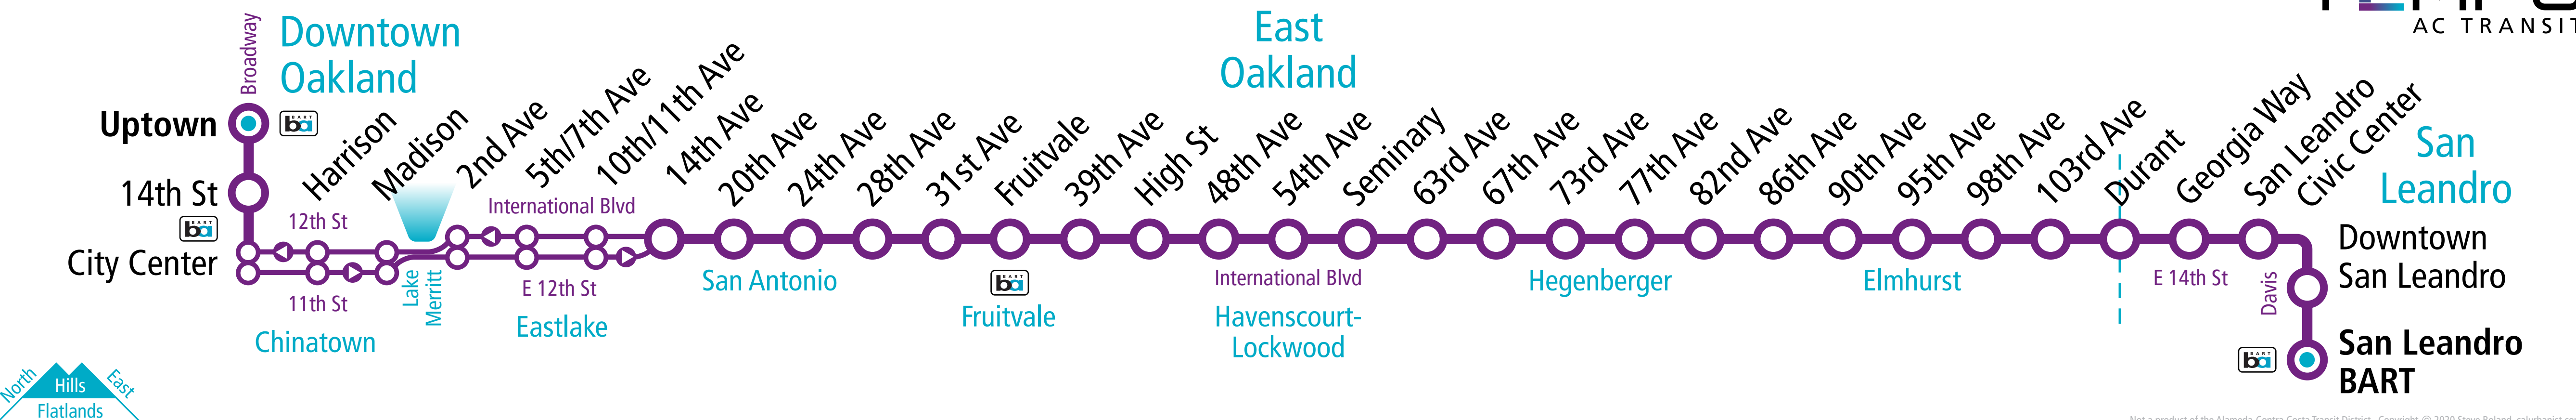 Broadway
Downtown
Oakland
East
Oakland
AC TRANSIT
Uptown
14th St
City Center
Harrison
Madison
2nd Ave
5th/7th Ave
10th/11th Ave
14th Ave
20th Ave
24th Ave
28th Ave
31st Ave
Fruitvale
39th Ave
High St
48th Ave
54th Ave
Seminary
63rd Ave
67th Ave
73rd Ave
77th Ave
82nd Ave
86th Ave
90th Ave
95th Ave
98th Ave
103rd Ave
Durant
Georgia Way
San Leandro
Civic Center
San
Leandro
12th St
11th St
Chinatown
Lake
Merritt
International Blvd
E 12th St
Eastlake
San Antonio
ba
ba
ba
Fruitvale
International Blvd
Havenscourt-
Lockwood
Hegenberger
Elmhurst
E 14th St
Davis
Downtown
San Leandro
ba
San Leandro
BART
North
Hills
East
Flatlands